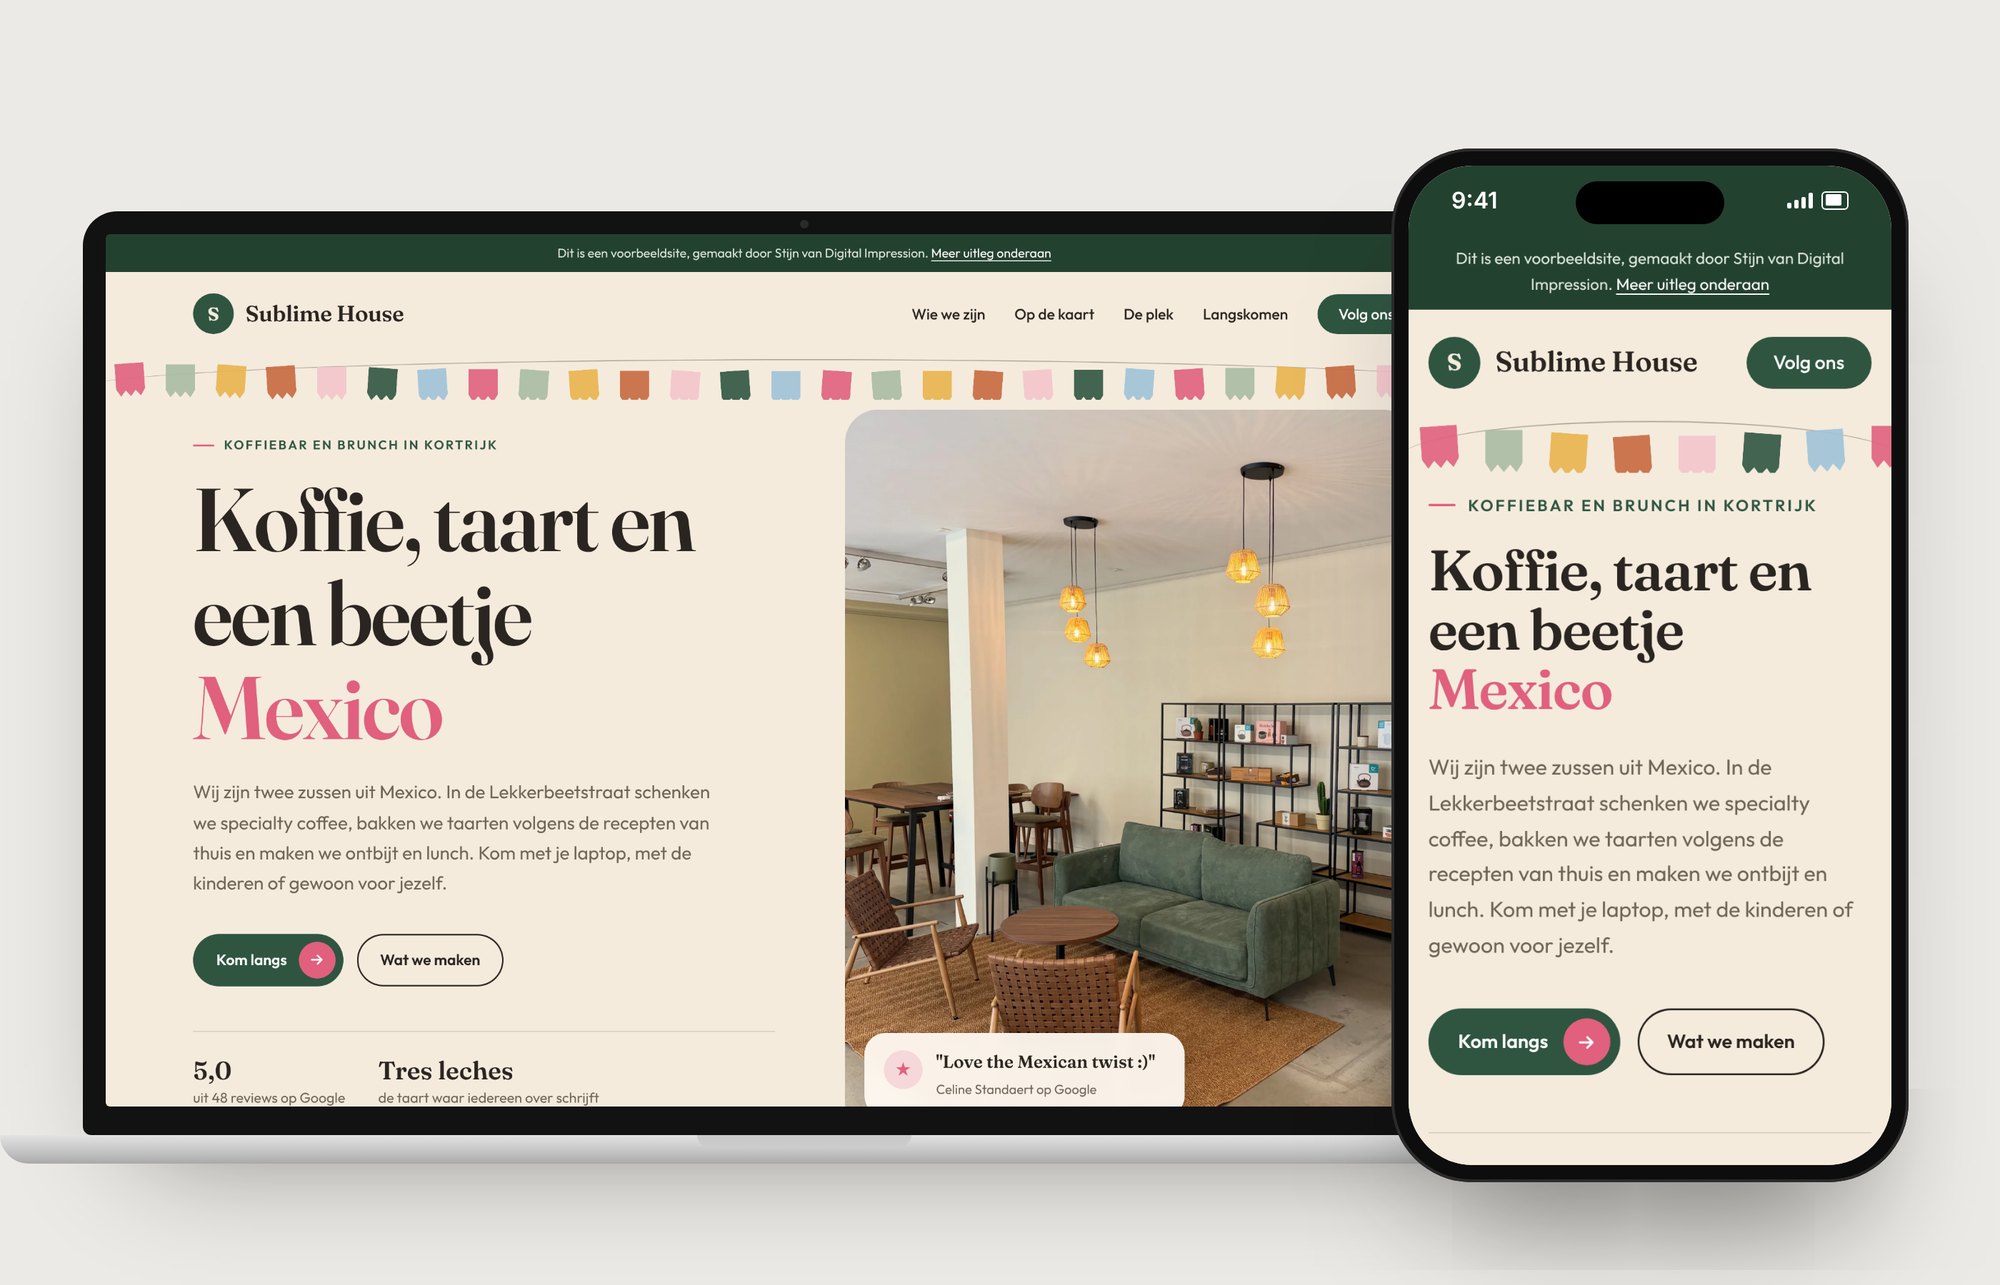 Dit is een voorbeeldsite, gemaakt door Stijn van Digital Impression. Meer uitleg onderaan
S
Sublime House
Wie we zijn
Op de kaart
De plek
Langskomen
Volg ons
KOFFIEBAR EN BRUNCH IN KORTRIJK
Koffie, taart en
een beetje
Mexico
Wij zijn twee zussen uit Mexico. In de Lekkerbeetstraat schenken
we specialty coffee, bakken we taarten volgens de recepten van
thuis en maken we ontbijt en lunch. Kom met je laptop, met de
kinderen of gewoon voor jezelf.
Kom langs
Wat we maken
5,0
uit 48 reviews op Google
Tres leches
de taart waar iedereen over schrijft
"Love the Mexican twist :)"
Celine Standaert op Google
9:41
Dit is een voorbeeldsite, gemaakt door Stijn van Digital
Impression. Meer uitleg onderaan
S
Sublime House
Volg ons
KOFFIEBAR EN BRUNCH IN KORTRIJK
Koffie, taart en
een beetje
Mexico
Wij zijn twee zussen uit Mexico. In de
Lekkerbeetstraat schenken we specialty
coffee, bakken we taarten volgens de
recepten van thuis en maken we ontbijt en
lunch. Kom met je laptop, met de kinderen of
gewoon voor jezelf.
Kom langs
Wat we maken